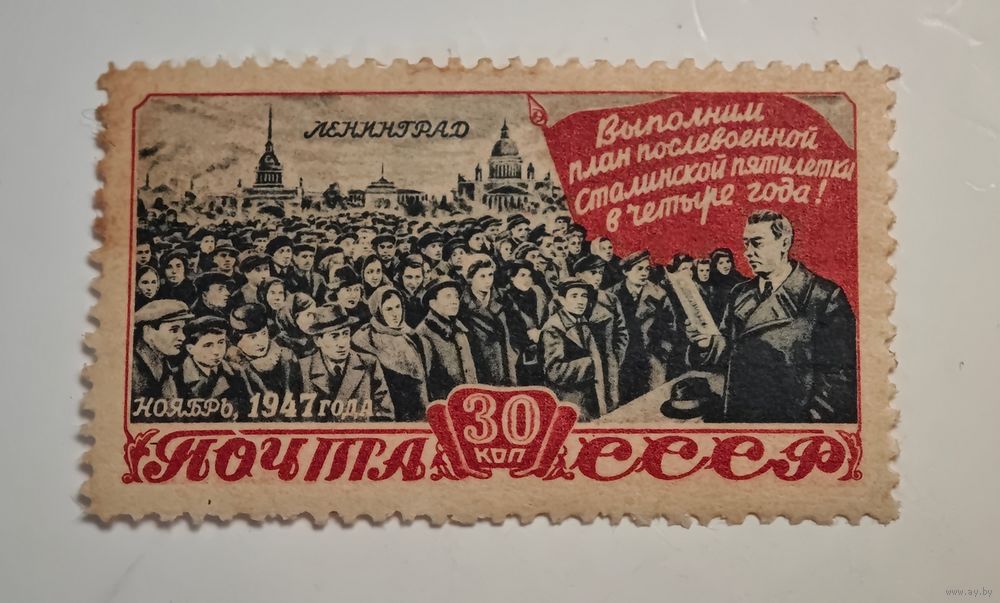 ЛЕНИНГРАД
Выполним
план послевоенной
Сталинской пятилетки
в четыре года!
НОЯБРЬ, 1947 ГОДА
30
КОП
ПОЧТА СССР
www.ay.by